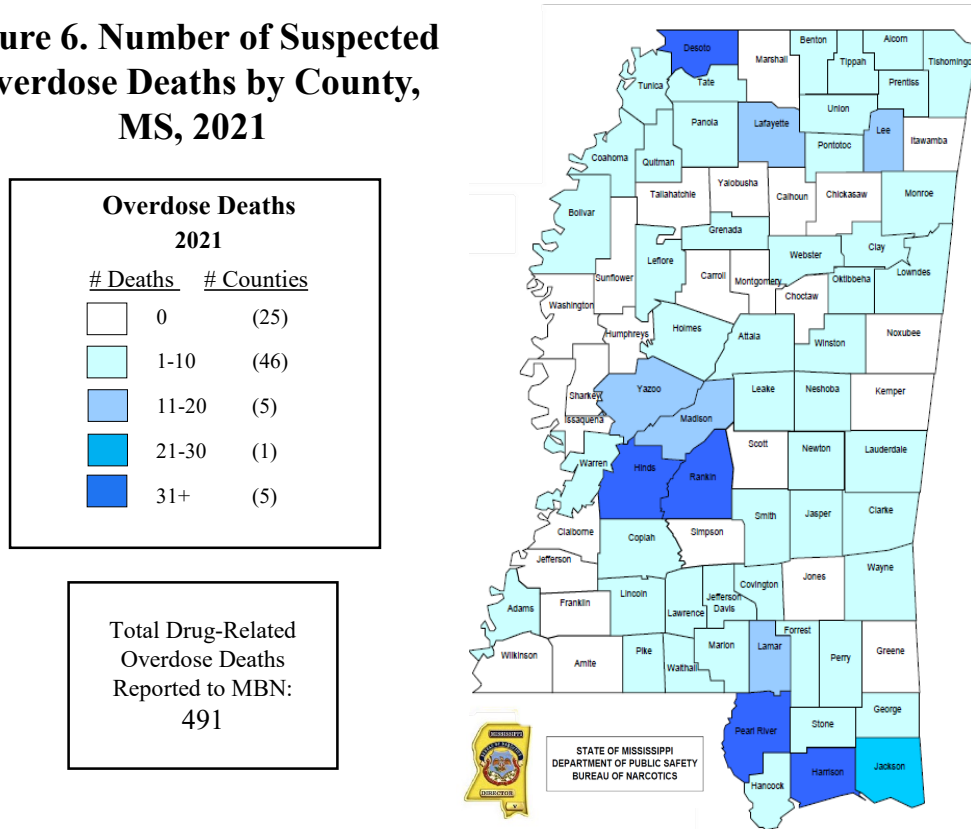 ure 6. Number of Suspected
verdose Deaths by County,
MS, 2021
Overdose Deaths
2021
# Deaths # Counties
0 (25)
1-10 (46)
11-20 (5)
21-30 (1)
31+ (5)
Total Drug-Related
Overdose Deaths
Reported to MBN:
491
Desoto
Marshall
Benton
Alcorn
Tippah
Tishomingo
Tunica
Tate
Prentiss
Union
Panola
Lafayette
Lee
Itawamba
Pontotoc
Coahoma
Quitman
Tallahatchie
Yalobusha
Calhoun
Chickasaw
Monroe
Bolivar
Grenada
Leflore
Webster
Clay
Lowndes
Sunflower
Carroll
Montgomery
Oktibbeha
Choctaw
Washington
Humphreys
Holmes
Attala
Winston
Noxubee
Sharkey
Yazoo
Leake
Neshoba
Kemper
Madison
Issaquena
Warren
Hinds
Rankin
Scott
Newton
Lauderdale
Smith
Jasper
Clarke
Claiborne
Copiah
Simpson
Jefferson
Franklin
Lincoln
Lawrence
Jefferson
Davis
Covington
Jones
Wayne
Adams
Wilkinson
Amite
Pike
Walthall
Marion
Lamar
Forrest
Perry
Greene
Pearl River
Stone
George
Hancock
Harrison
Jackson
MISSISSIPPI
BUREAU OF NARCOTICS
DIRECTOR
STATE OF MISSISSIPPI
DEPARTMENT OF PUBLIC SAFETY
BUREAU OF NARCOTICS